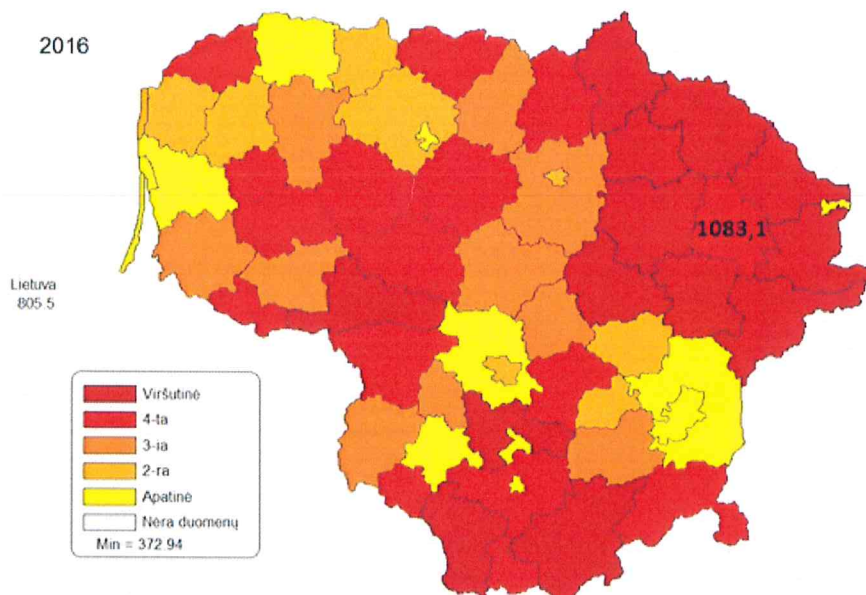 2016
1083,1
Lietuva
805.5
Viršutinė
4-ta
3-ia
2-ra
Apatinė
Nėra duomenų
Min = 372.94